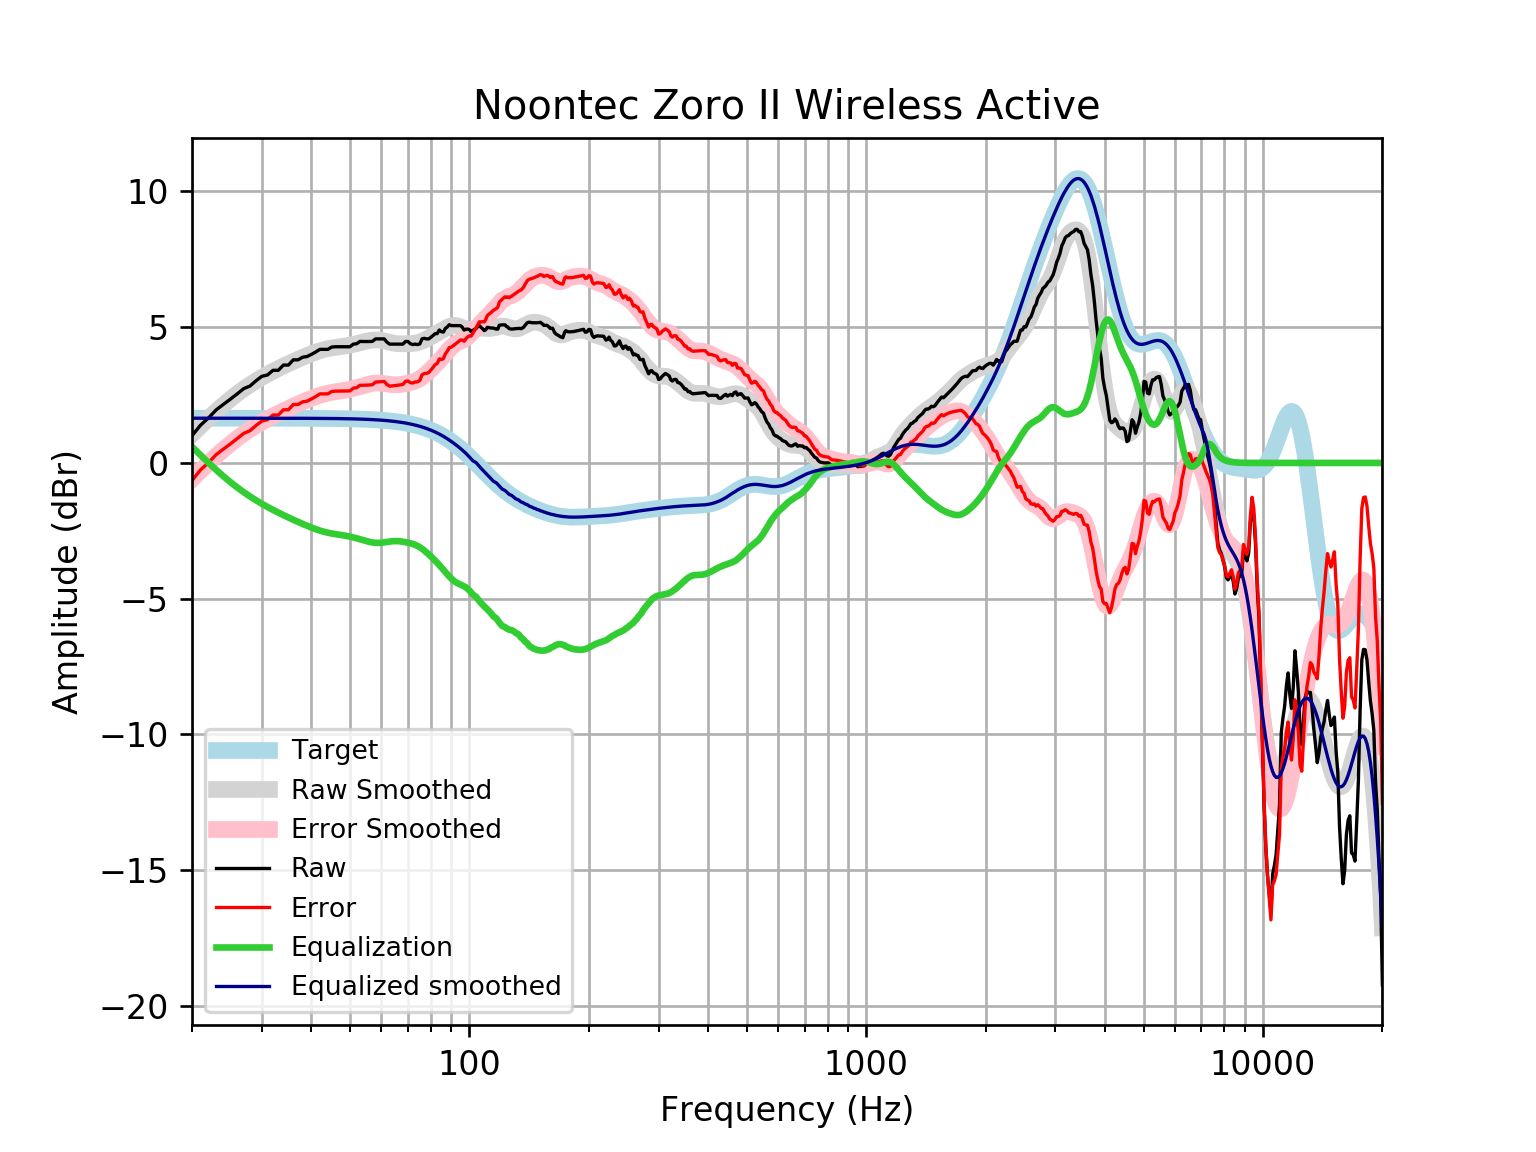 Noontec Zoro II Wireless Active
10
5
0
−5
−10
−15
−20
Amplitude (dBr)
Target
Raw Smoothed
Error Smoothed
Raw
Error
Equalization
Equalized smoothed
100
1000
10000
Frequency (Hz)